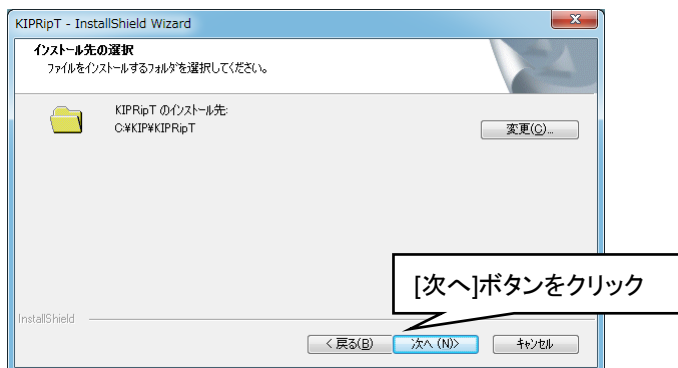 KIPRipT - InstallShield Wizard
インストール先の選択
ファイルをインストールするフォルダを選択してください。
KIPRipT のインストール先:
C:¥KIP¥KIPRipT
変更(C)...
[次へ]ボタンをクリック
InstallShield
< 戻る(B)
次へ (N)>
キャンセル